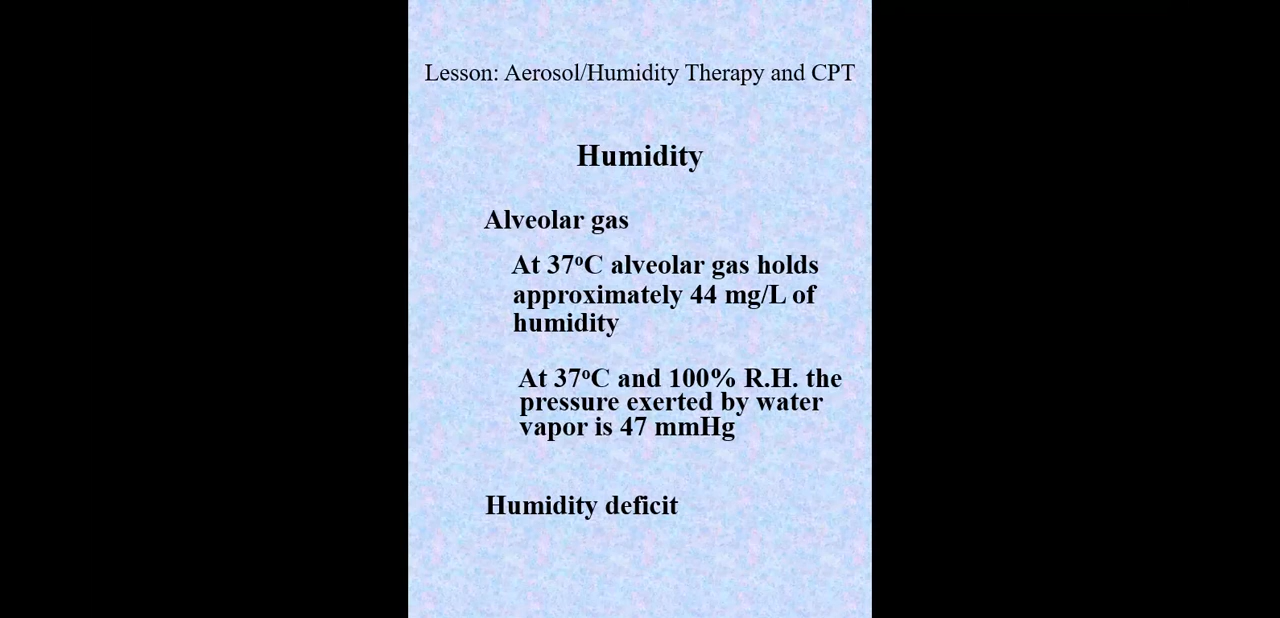 Lesson: Aerosol/Humidity Therapy and CPT
Humidity
Alveolar gas
At 37ºC alveolar gas holds
approximately 44 mg/L of
humidity
At 37ºC and 100% R.H. the
pressure exerted by water
vapor is 47 mmHg
Humidity deficit